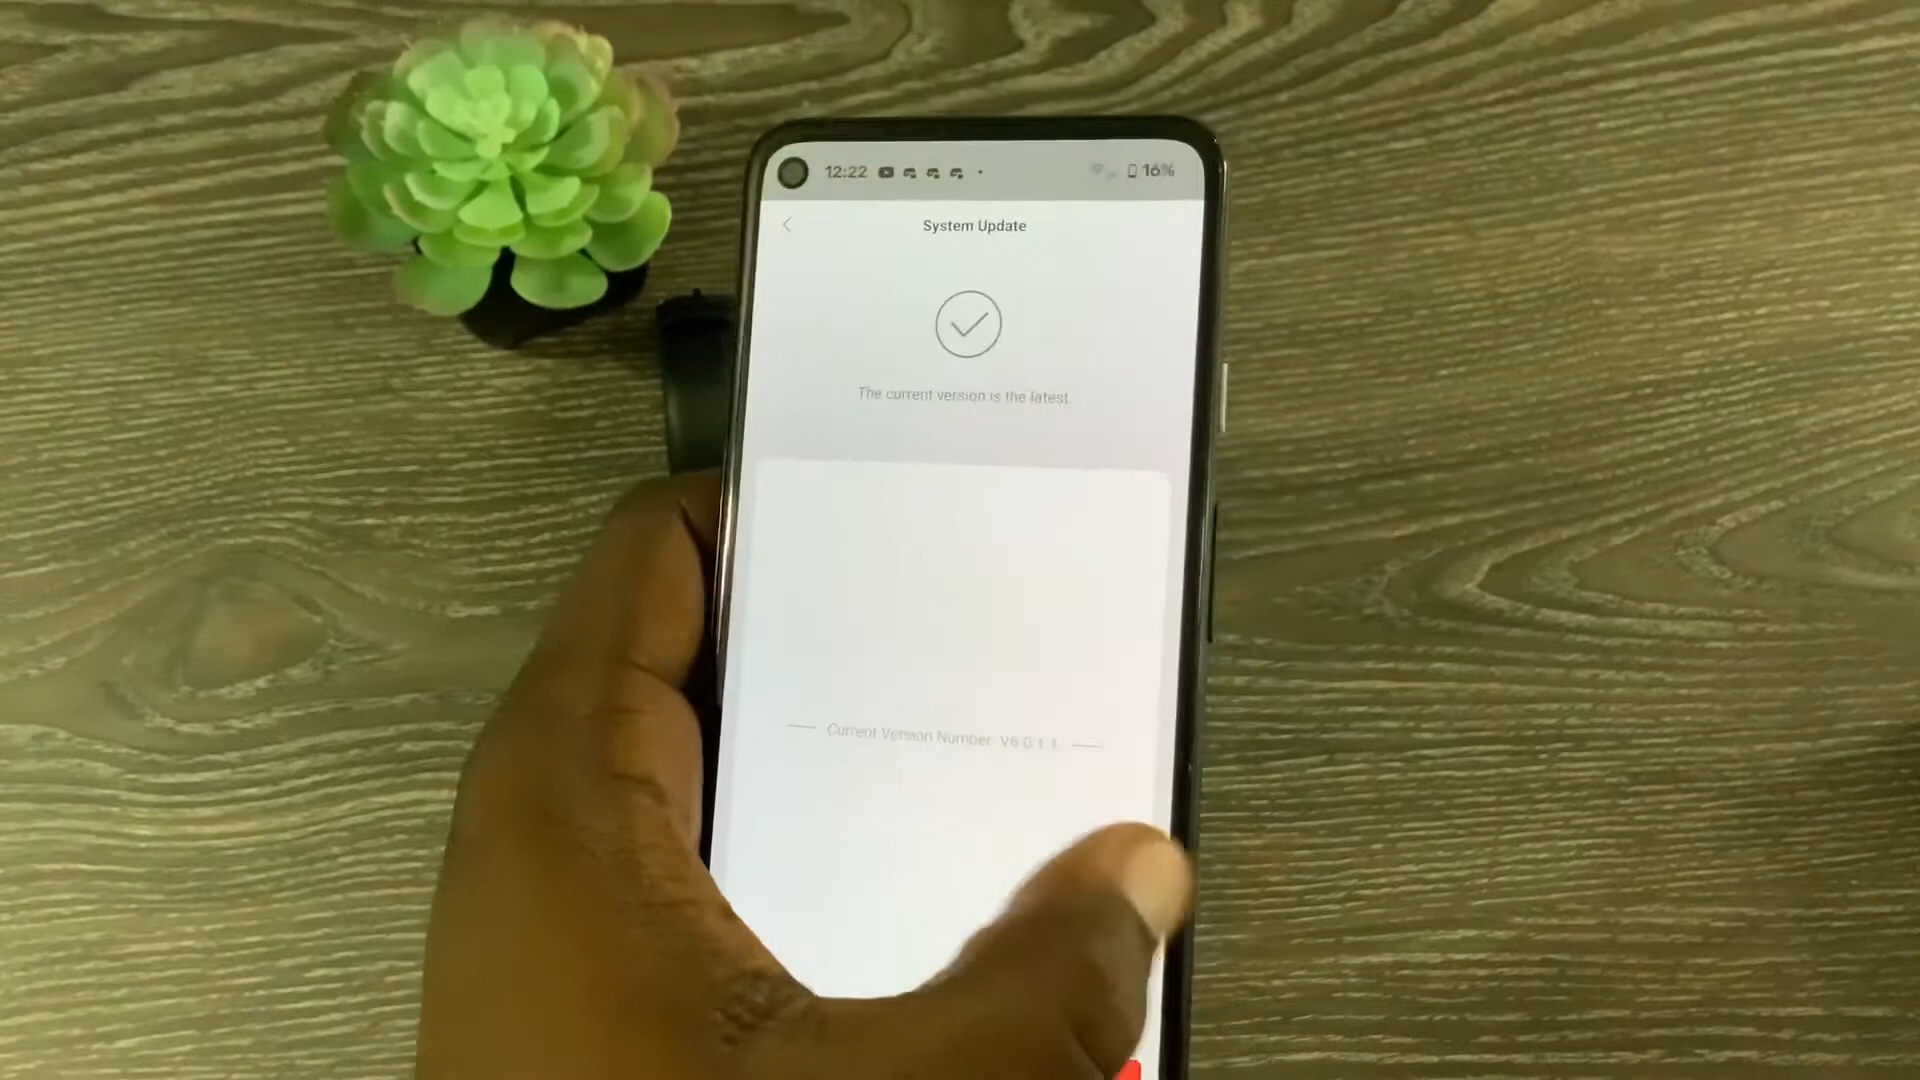 12:22
16%
System Update
The current version is the latest.
Current Version Number: V6.0.1.1